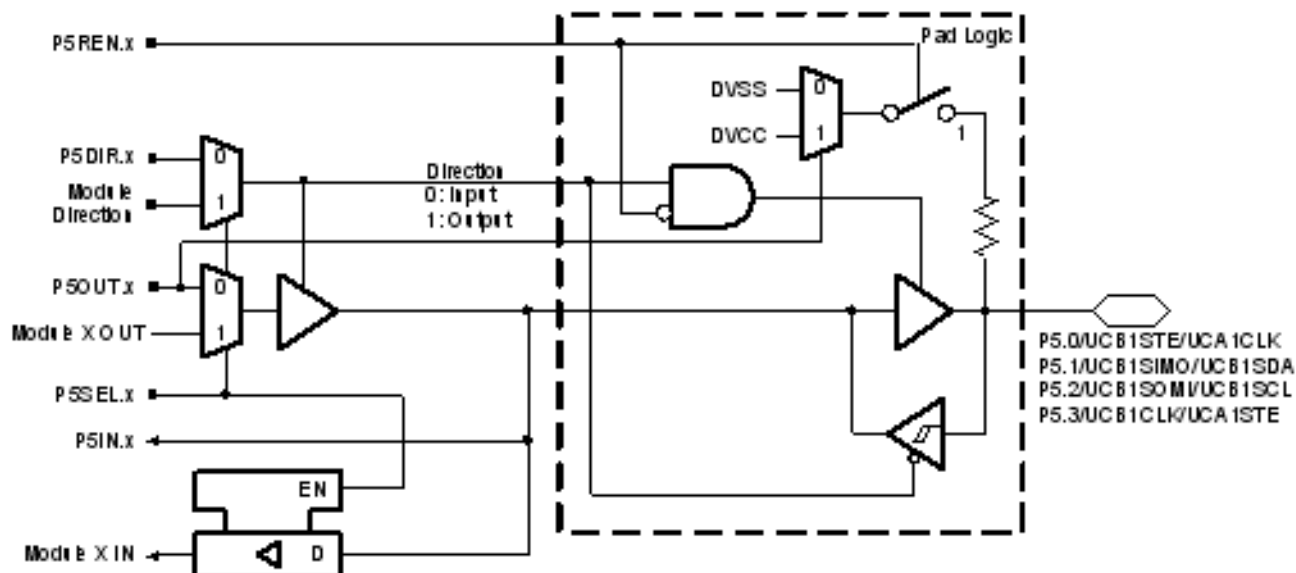 P5REN.x
Pad Logic
DVSS
0
DVCC
1
1
P5DIR.x
0
Module
Direction
1
Direction
0: Input
1: Output
P5OUT.x
0
Module X OUT
1
P5SEL.x
P5IN.x
EN
Module X IN
D
P5.0/UCB1STE/UCA1CLK
P5.1/UCB1SIMO/UCB1SDA
P5.2/UCB1SOMI/UCB1SCL
P5.3/UCB1CLK/UCA1STE